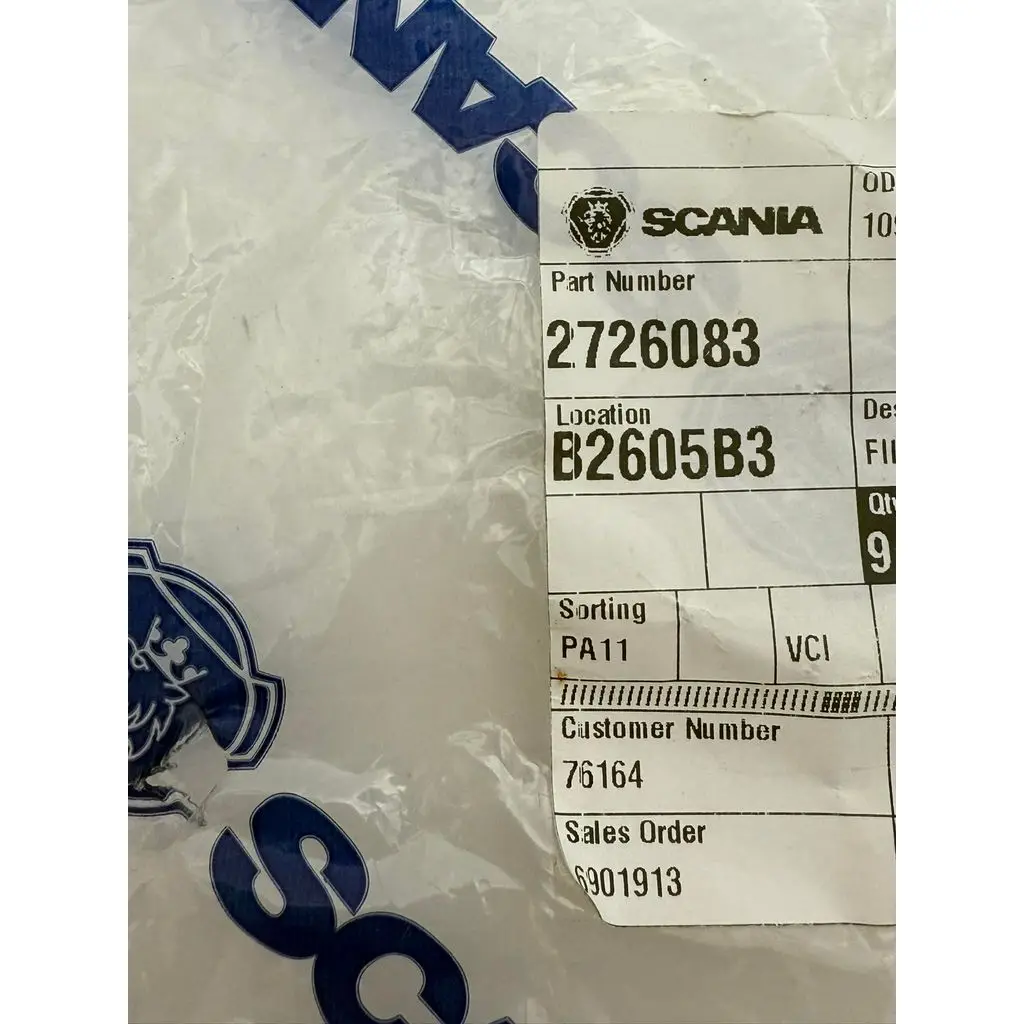 SCANIA
OD
10
Part Number
2726083
Location
B2605B3
De
FI
Qt
9
Sorting
PA11
VCI
Customer Number
76164
Sales Order
6901913
SC